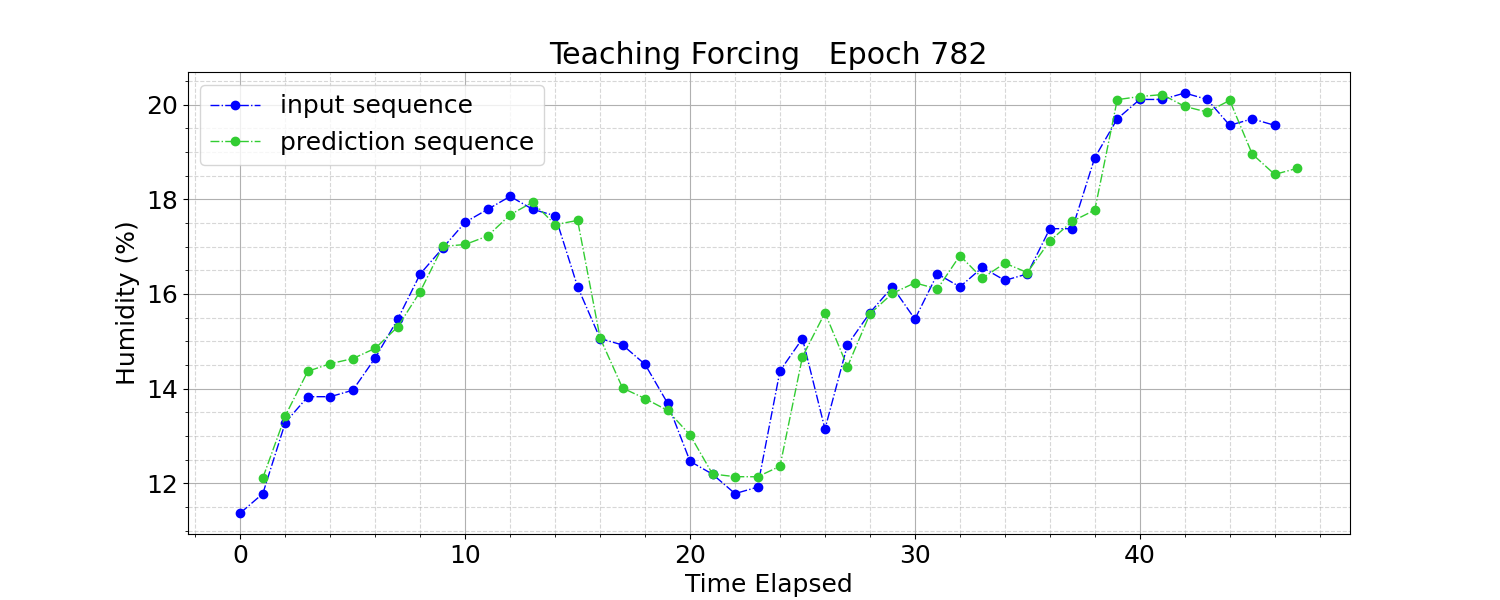 Teaching Forcing   Epoch 782
input sequence
prediction sequence
Humidity (%)
20
18
16
14
12
0 10 20 30 40
Time Elapsed